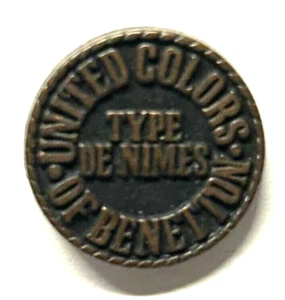 UNITED COLORS
TYPE
DE NIMES
OF BENETTON